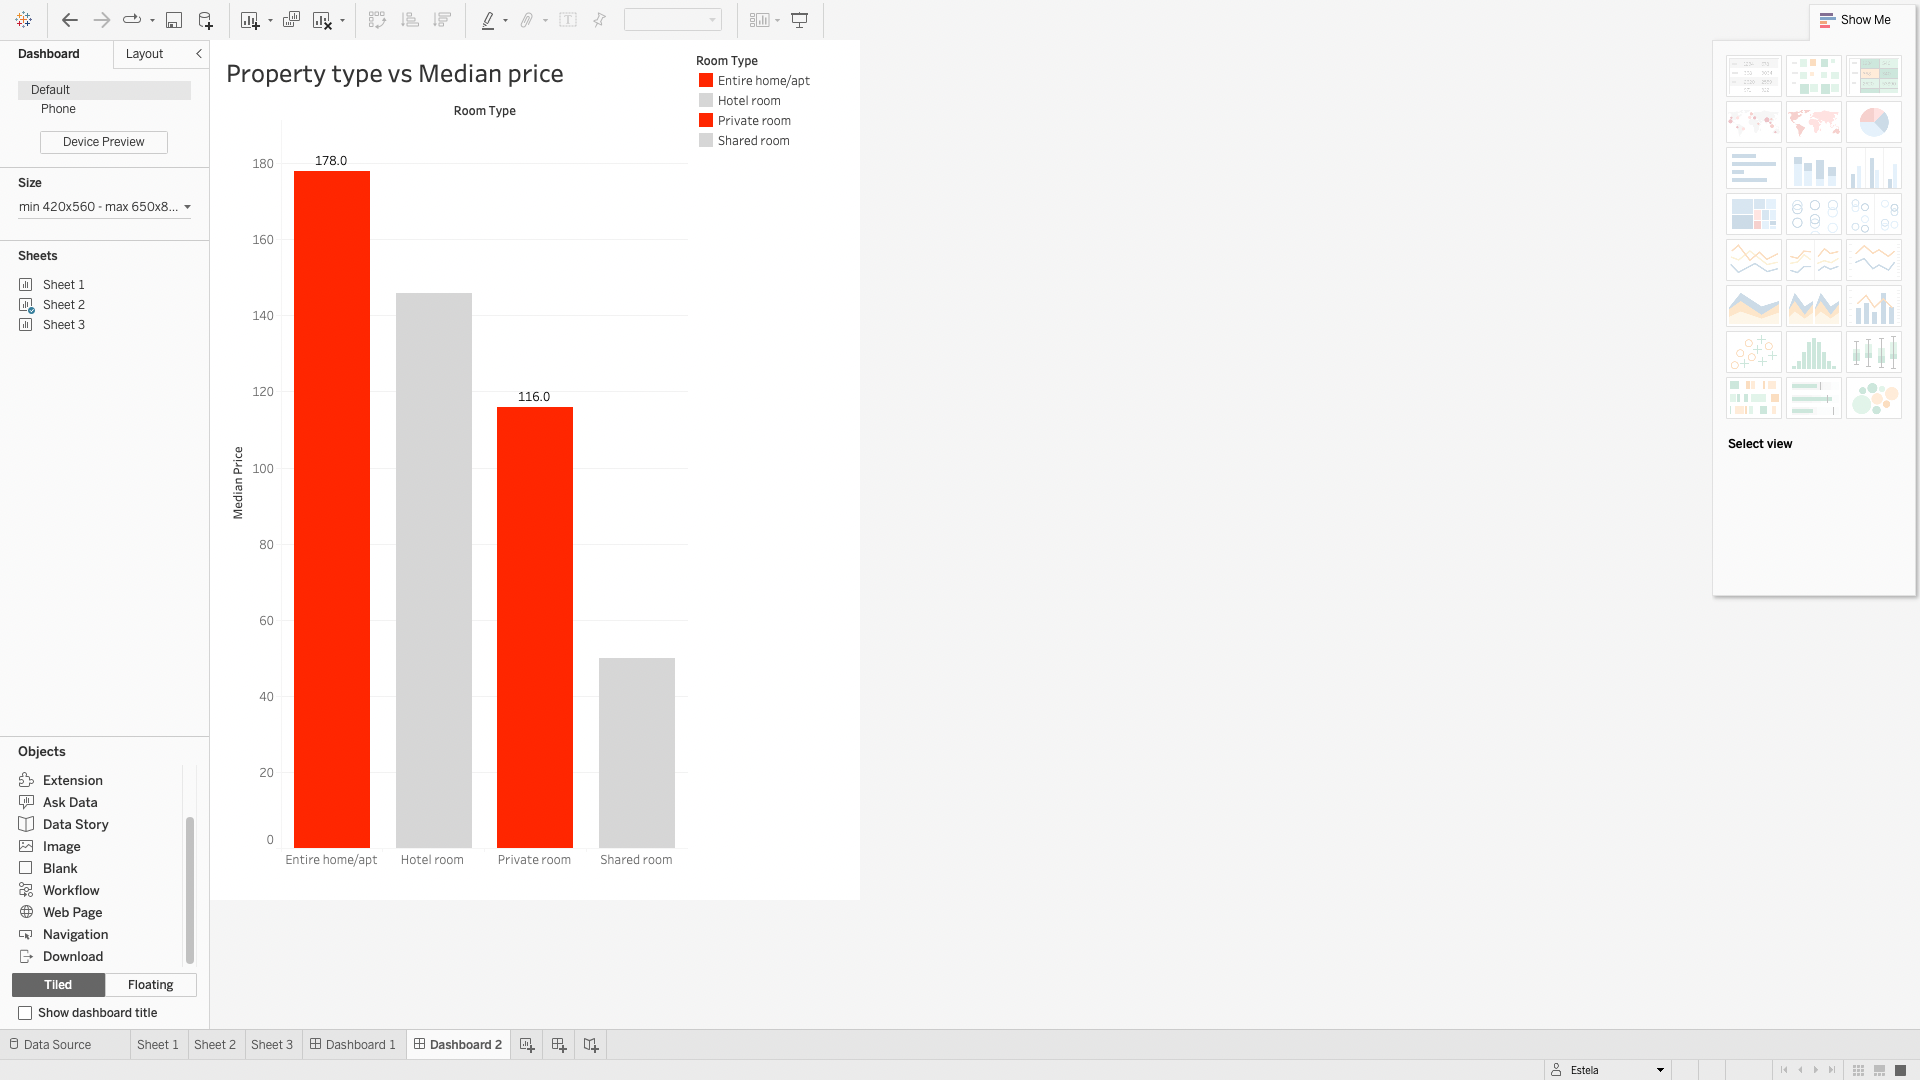 Show Me
Dashboard
Layout
Default
Phone
Device Preview
Size
min 420x560 - max 650x8...
Sheets
Sheet 1
Sheet 2
Sheet 3
Objects
Extension
Ask Data
Data Story
Image
Blank
Workflow
Web Page
Navigation
Download
Tiled
Floating
Show dashboard title
Property type vs Median price
Room Type
Median Price
180
160
140
120
100
80
60
40
20
0
178.0
116.0
Entire home/apt
Hotel room
Private room
Shared room
Room Type
Entire home/apt
Hotel room
Private room
Shared room
Select view
Data Source
Sheet 1
Sheet 2
Sheet 3
Dashboard 1
Dashboard 2
Estela